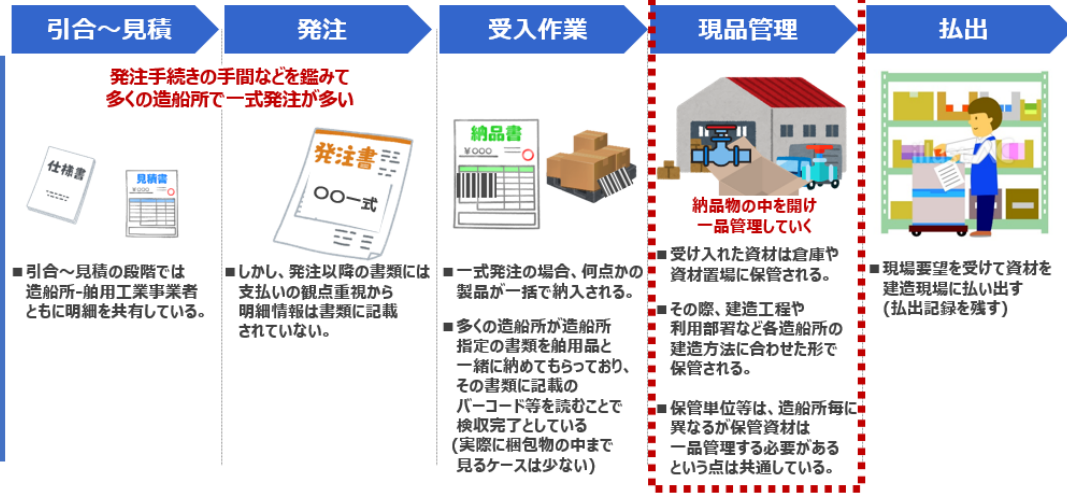 引合～見積
発注
受入作業
現品管理
払出
発注手続きの手間などを鑑みて
多くの造船所で一式発注が多い
仕様書
見積書
¥○○○
発注書
○○一式
納品書
¥○○○
納品物の中を開け
一品管理していく
■引合～見積の段階では
造船所-舶用工業事業者
ともに明細を共有している。
■しかし、発注以降の書類には
支払いの観点重視から
明細情報は書類に記載
されていない。
■一式発注の場合、何点かの
製品が一括で納入される。
■多くの造船所が造船所
指定の書類を舶用品と
一緒に納めてもらっており、
その書類に記載の
バーコード等を読むことで
検収完了としている
(実際に梱包物の中まで
見るケースは少ない)
■受け入れた資材は倉庫や
資材置場に保管される。
■その際、建造工程や
利用部署など各造船所の
建造方法に合わせた形で
保管される。
■保管単位等は、造船所毎に
異なるが保管資材は
一品管理する必要がある
という点は共通している。
■現場要望を受けて資材を
建造現場に払い出す
(払出記録を残す)